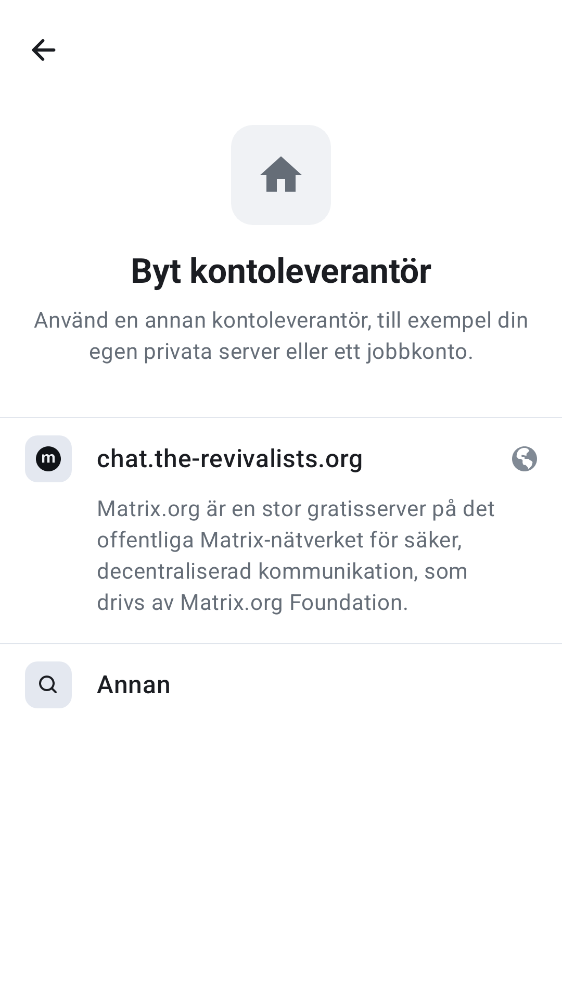 Byt kontoleverantör
Använd en annan kontoleverantör, till exempel din
egen privata server eller ett jobbkonto.
m
chat.the-revivalists.org
Matrix.org är en stor gratisserver på det
offentliga Matrix-nätverket för säker,
decentraliserad kommunikation, som
drivs av Matrix.org Foundation.
Annan